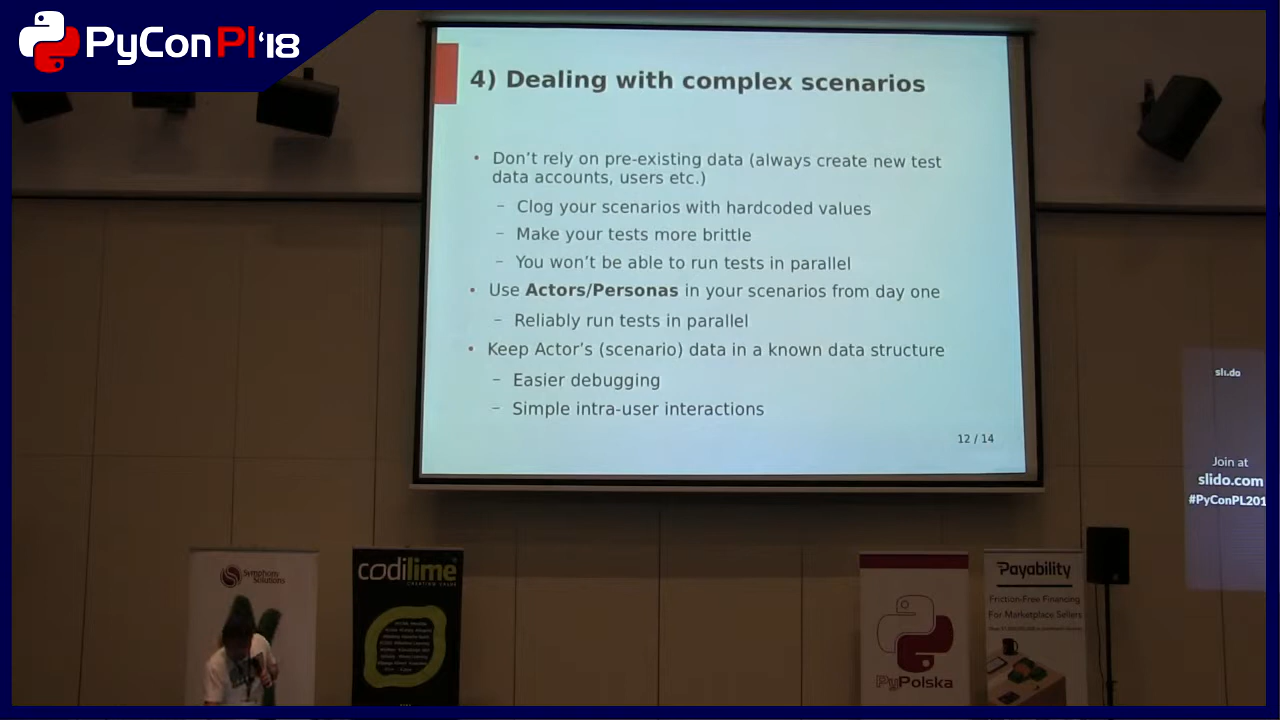 PyCon Pl '18
4) Dealing with complex scenarios
• Don’t rely on pre-existing data (always create new test
data accounts, users etc.)
– Clog your scenarios with hardcoded values
– Make your tests more brittle
– You won’t be able to run tests in parallel
• Use Actors/Personas in your scenarios from day one
– Reliably run tests in parallel
• Keep Actor’s (scenario) data in a known data structure
– Easier debugging
– Simple intra-user interactions
12 / 14
sli.do
Join at
slido.com
#PyConPL201
Symphony
Solutions
codilime
CREATING VALUE
PyPolska
Payability
Friction-Free Financing
For Marketplace Sellers